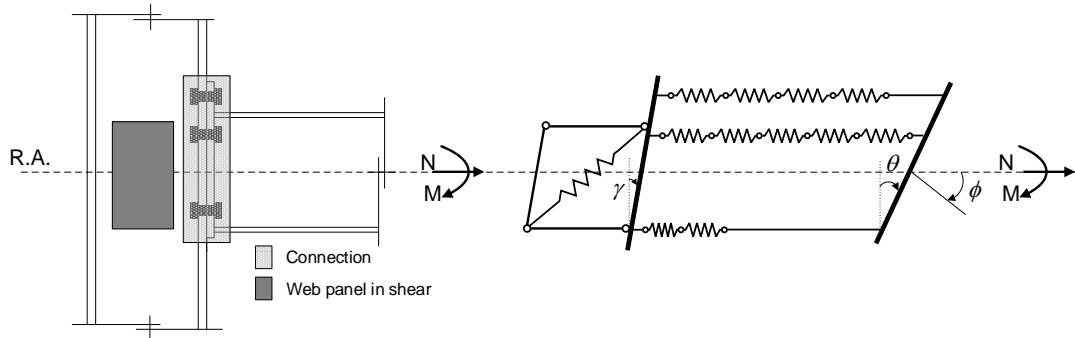 R.A.
N
M
Connection
Web panel in shear
γ
θ
ϕ
N
M